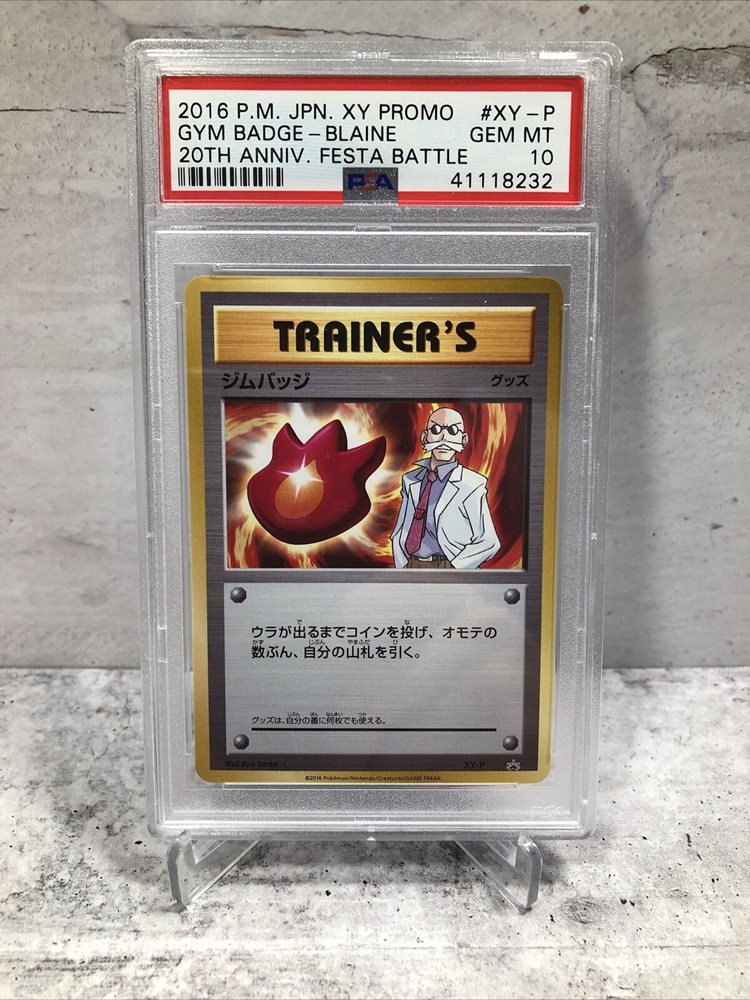 2016 P.M. JPN. XY PROMO #XY-P
GYM BADGE-BLAINE GEM MT
20TH ANNIV. FESTA BATTLE 10
PSA 41118232
TRAINER'S
ジムバッジ グッズ
ウラが出るまでコインを投げ、オモテの
数ぶん、自分の山札を引く。
グッズは、自分の番に何枚でも使える。
Illus. Ryo Ueda XY-P
©2016 Pokémon/Nintendo/Creatures/GAME FREAK.